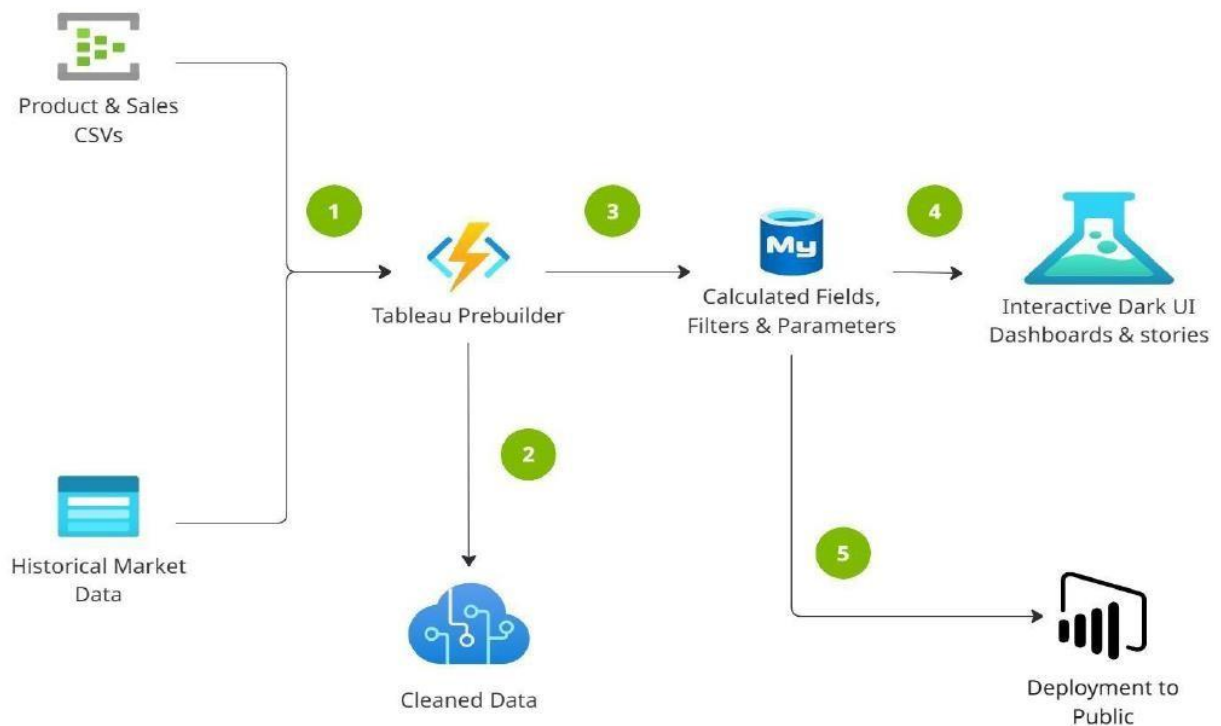 Product & Sales
CSVs
1
3
4
My
Tableau Prebuilder
Calculated Fields,
Filters & Parameters
Interactive Dark UI
Dashboards & stories
2
Historical Market
Data
5
Cleaned Data
Deployment to
Public